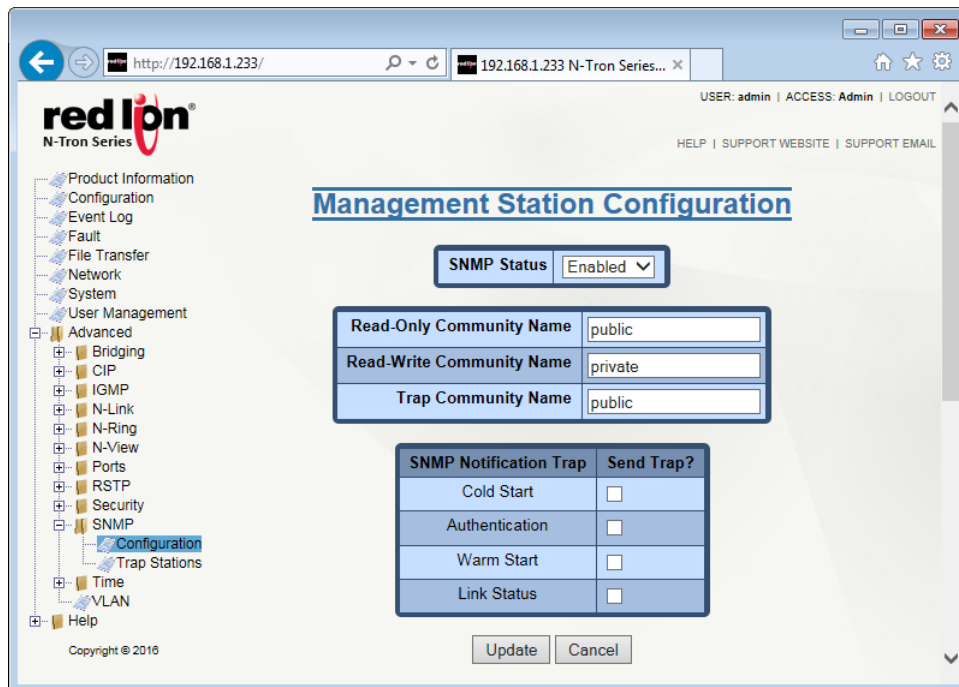 http://192.168.1.233/
192.168.1.233 N-Tron Series...
USER: admin | ACCESS: Admin | LOGOUT
red lion®
N-Tron Series
HELP | SUPPORT WEBSITE | SUPPORT EMAIL
Product Information
Configuration
Event Log
Fault
File Transfer
Network
System
User Management
Advanced
Bridging
CIP
IGMP
N-Link
N-Ring
N-View
Ports
RSTP
Security
SNMP
Configuration
Trap Stations
Time
VLAN
Help
Copyright © 2016
Management Station Configuration
SNMP Status Enabled
Read-Only Community Name public
Read-Write Community Name private
Trap Community Name public
SNMP Notification Trap Send Trap?
Cold Start
Authentication
Warm Start
Link Status
Update Cancel